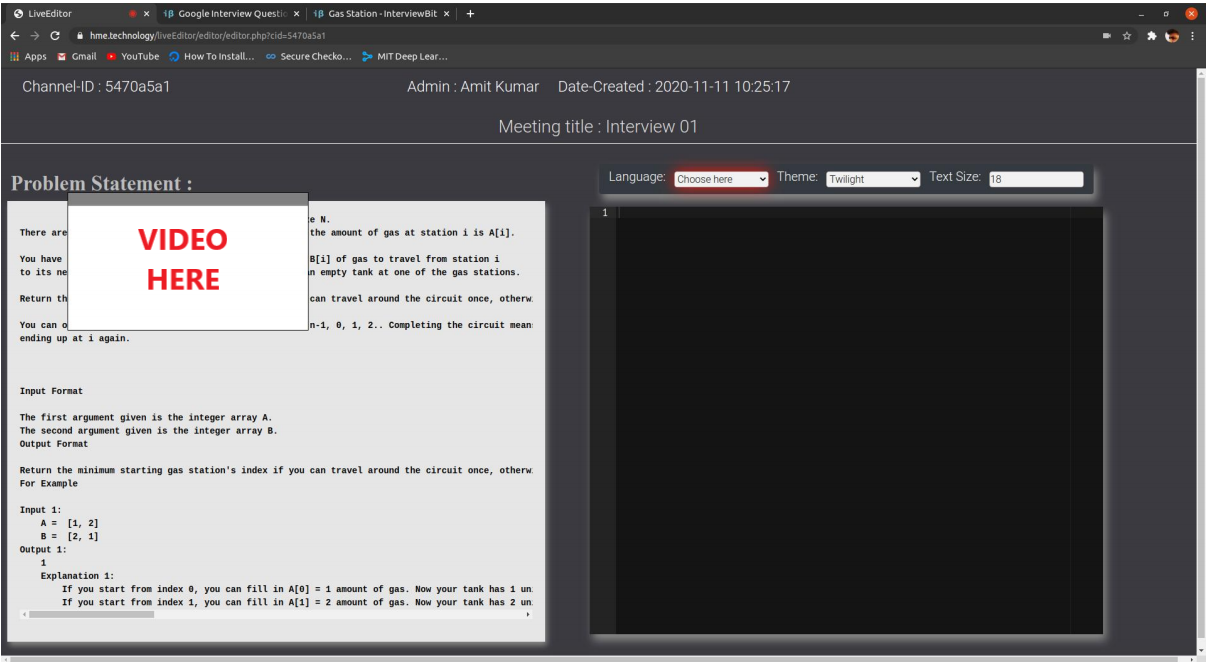 LiveEditor
Google Interview Questio
Gas Station - InterviewBit
hme.technology/liveEditor/editor/editor.php?cid=5470a5a1
Apps Gmail YouTube How To Install... Secure Checko... MIT Deep Lear...
Channel-ID : 5470a5a1 Admin : Amit Kumar Date-Created : 2020-11-11 10:25:17
Meeting title : Interview 01
Problem Statement :
e N.
There are the amount of gas at station i is A[i].
You have B[i] of gas to travel from station i
to its ne n empty tank at one of the gas stations.
Return th can travel around the circuit once, otherw
You can o n-1, 0, 1, 2.. Completing the circuit mean
ending up at i again.
VIDEO
HERE
Input Format
The first argument given is the integer array A.
The second argument given is the integer array B.
Output Format
Return the minimum starting gas station's index if you can travel around the circuit once, otherw
For Example
Input 1:
A = [1, 2]
B = [2, 1]
Output 1:
1
Explanation 1:
If you start from index 0, you can fill in A[0] = 1 amount of gas. Now your tank has 1 un
If you start from index 1, you can fill in A[1] = 2 amount of gas. Now your tank has 2 un
Language: Choose here Theme: Twilight Text Size: 18
1